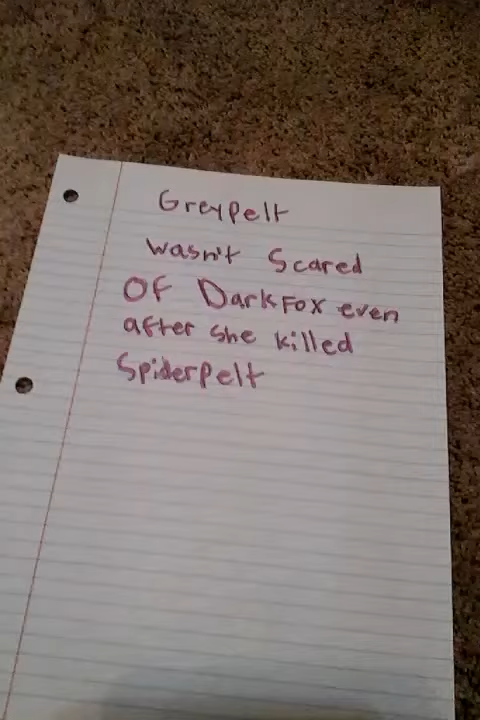 Greypelt
wasn't Scared
OF DarkFox even
after she killed
Spiderpelt